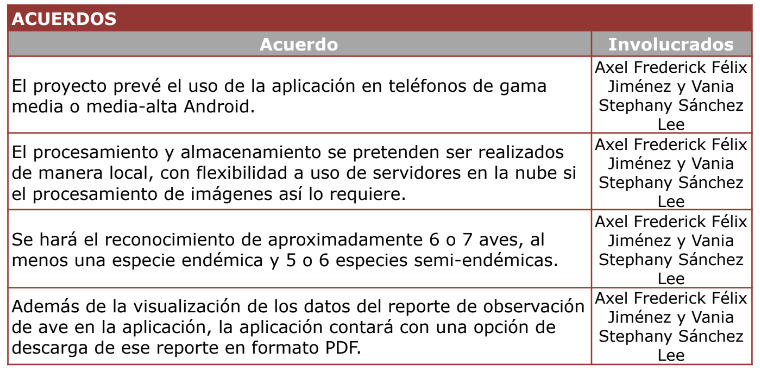 ACUERDOS
Acuerdo Involucrados
El proyecto prevé el uso de la aplicación en teléfonos de gama
media o media-alta Android.
Axel Frederick Félix
Jiménez y Vania
Stephany Sánchez
Lee
El procesamiento y almacenamiento se pretenden ser realizados
de manera local, con flexibilidad a uso de servidores en la nube si
el procesamiento de imágenes así lo requiere.
Axel Frederick Félix
Jiménez y Vania
Stephany Sánchez
Lee
Se hará el reconocimiento de aproximadamente 6 o 7 aves, al
menos una especie endémica y 5 o 6 especies semi-endémicas.
Axel Frederick Félix
Jiménez y Vania
Stephany Sánchez
Lee
Además de la visualización de los datos del reporte de observación
de ave en la aplicación, la aplicación contará con una opción de
descarga de ese reporte en formato PDF.
Axel Frederick Félix
Jiménez y Vania
Stephany Sánchez
Lee